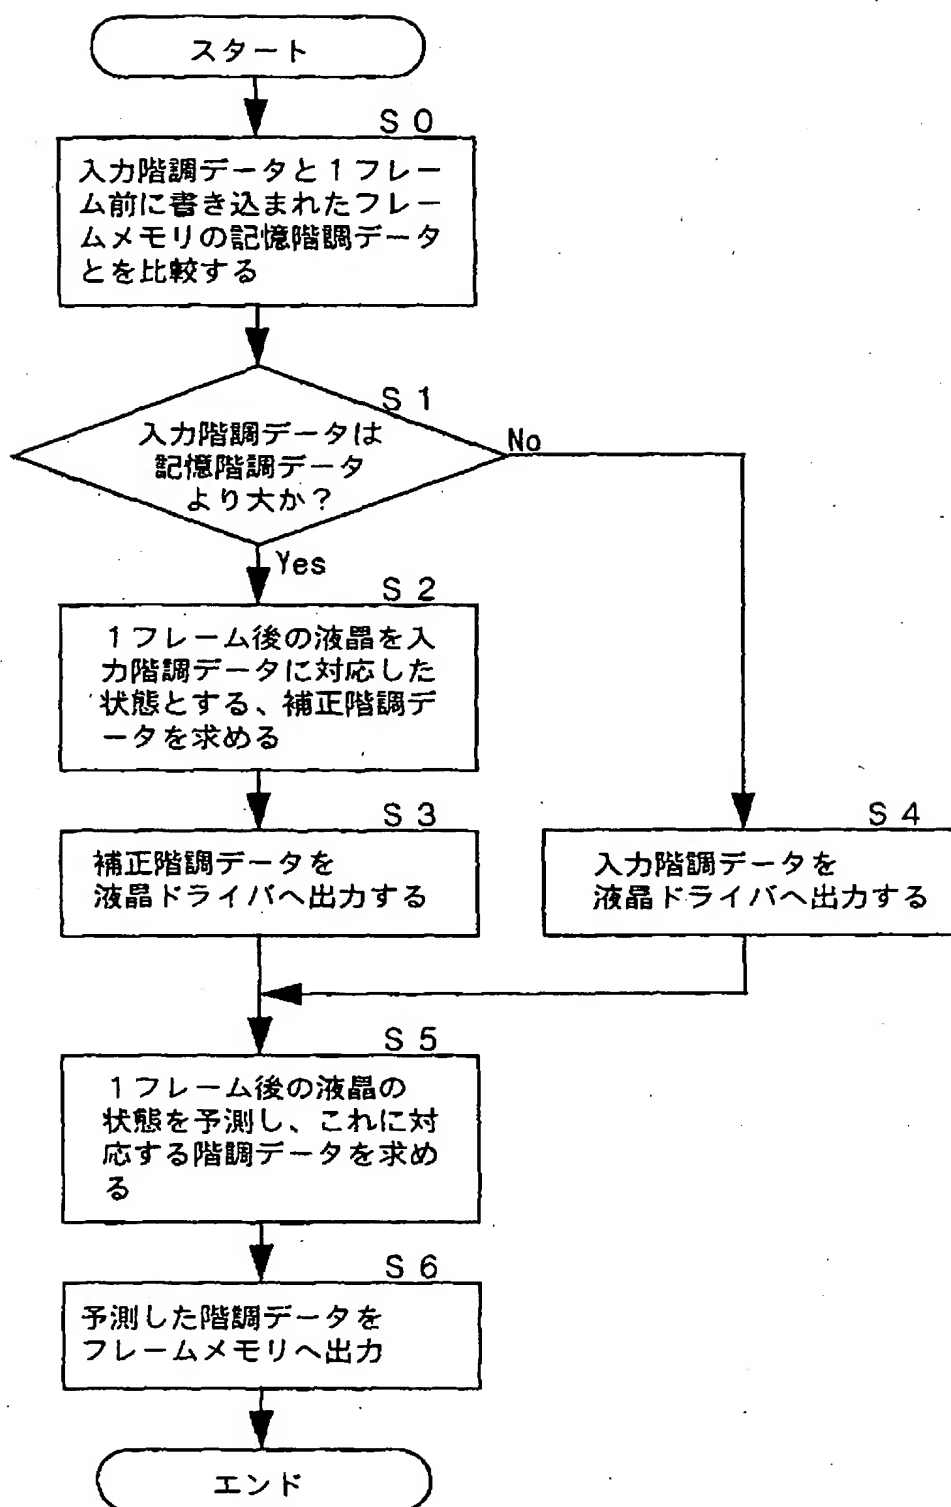 スタート
S0
入力階調データと1フレー
ム前に書き込まれたフレー
ムメモリの記憶階調データ
とを比較する
S1
入力階調データは
記憶階調データ
より大か?
No
Yes
S2
1フレーム後の液晶を入
力階調データに対応した
状態とする、補正階調デ
ータを求める
S3
補正階調データを
液晶ドライバへ出力する
S4
入力階調データを
液晶ドライバへ出力する
S5
1フレーム後の液晶の
状態を予測し、これに対
応する階調データを求め
る
S6
予測した階調データを
フレームメモリへ出力
エンド